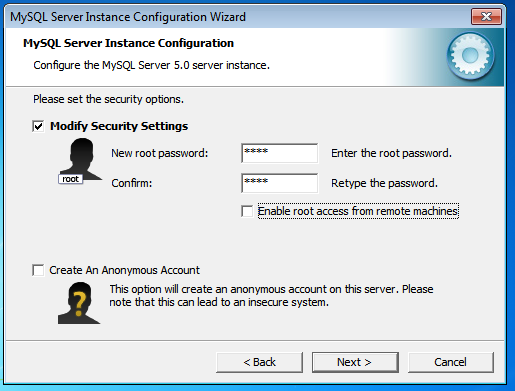 MySQL Server Instance Configuration Wizard
MySQL Server Instance Configuration
Configure the MySQL Server 5.0 server instance.
Please set the security options.
Modify Security Settings
root
New root password: **** Enter the root password.
Confirm: **** Retype the password.
Enable root access from remote machines
Create An Anonymous Account
This option will create an anonymous account on this server. Please
note that this can lead to an insecure system.
< Back Next > Cancel